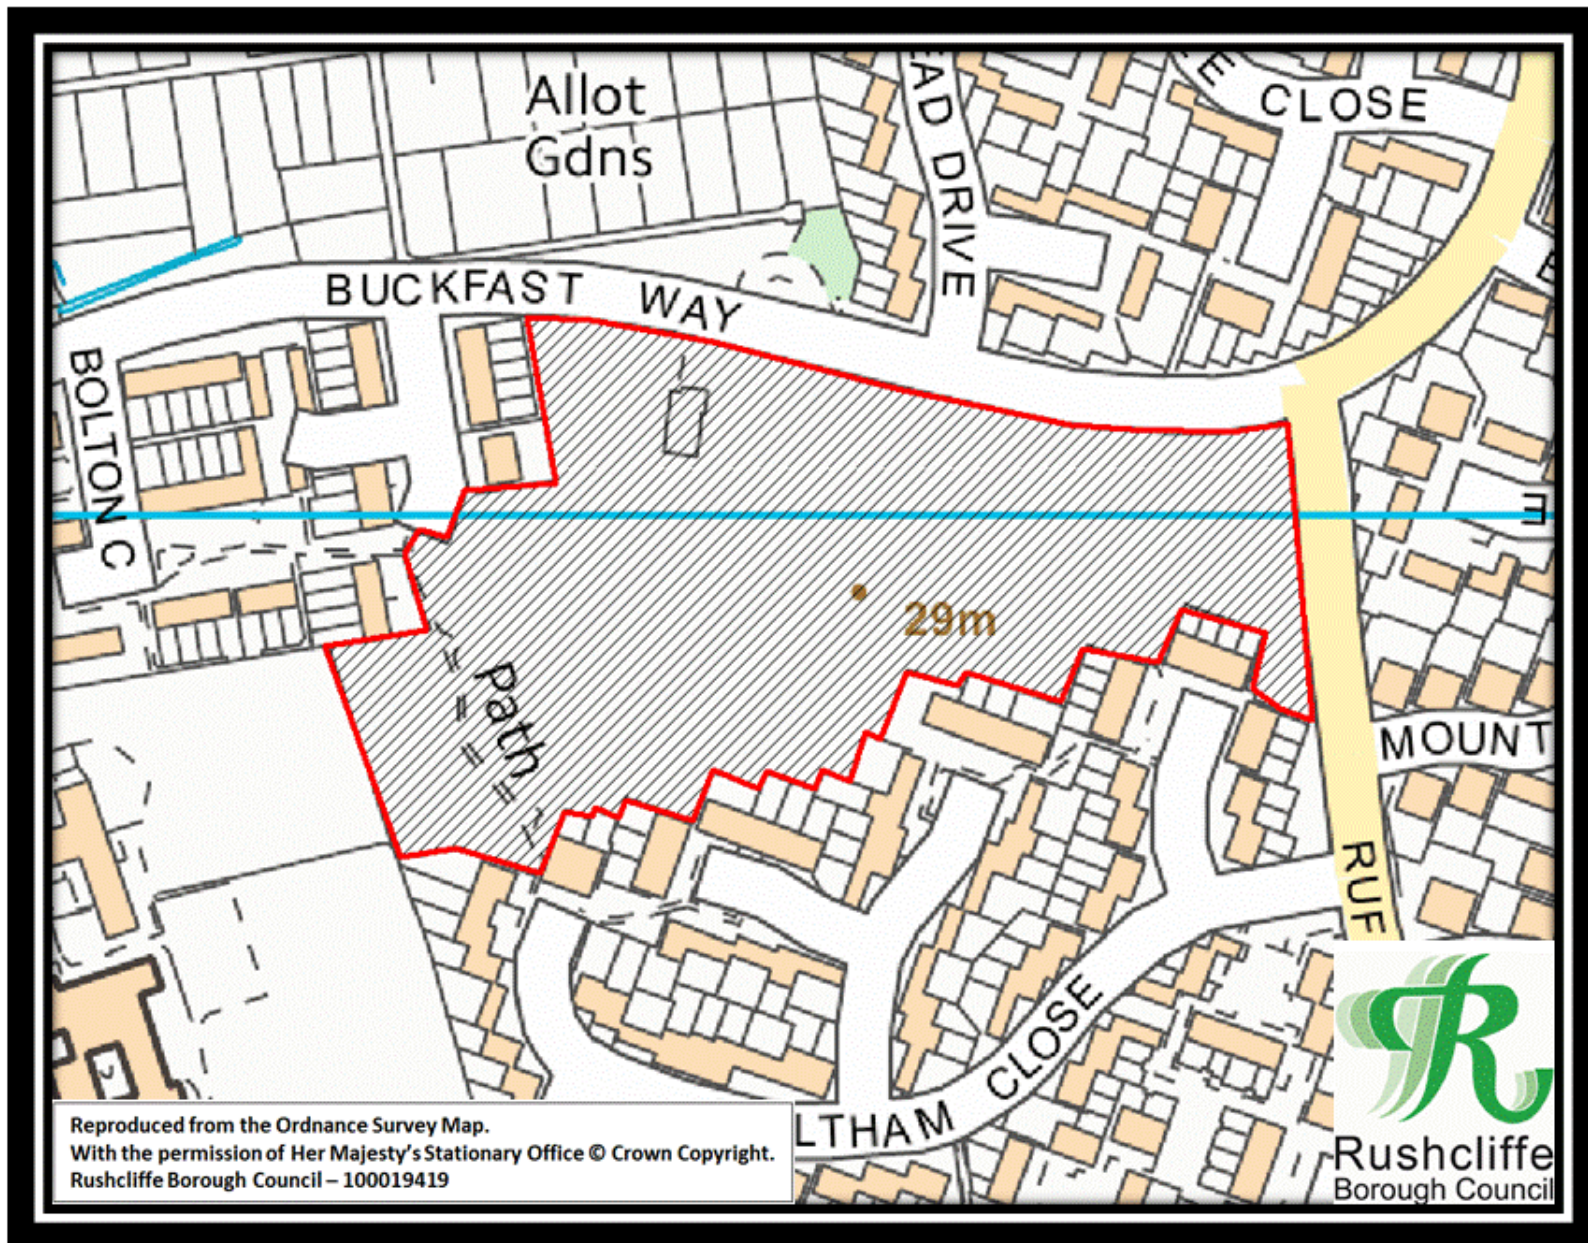 Allot
Gdns
EAD DRIVE
E CLOSE
BUCKFAST WAY
BOLTON C
29m
Path
MOUNT
RUF
LTHAM CLOSE
E
Reproduced from the Ordnance Survey Map.
With the permission of Her Majesty's Stationary Office © Crown Copyright.
Rushcliffe Borough Council – 100019419
R
Rushcliffe
Borough Council